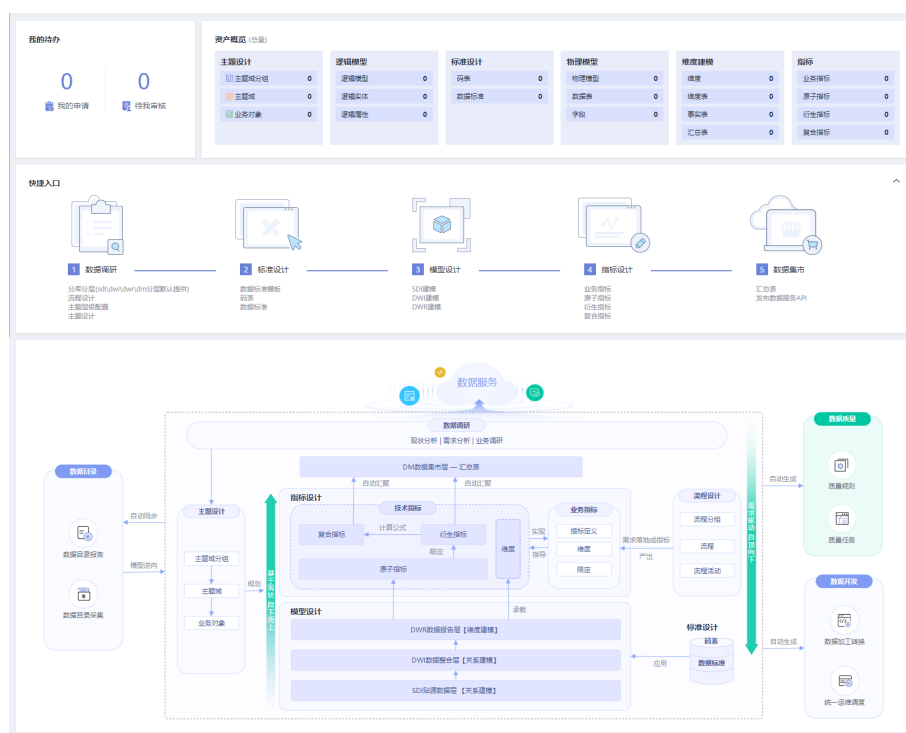 我的待办
0
0
我的申请
待我审核
资产概览 (总量)
主题设计
主题域分组 0
主题域 0
业务对象 0
逻辑模型
逻辑模型 0
逻辑实体 0
逻辑属性 0
标准设计
码表 0
数据标准 0
物理模型
物理模型 0
数据表 0
字段 0
维度建模
维度 0
维度表 0
事实表 0
汇总表 0
指标
业务指标 0
原子指标 0
衍生指标 0
复合指标 0
快捷入口
1 数据调研
分库分层(sdi\dwi\dwr\dm分层默认提供)
流程设计
主题层级配置
主题设计
2 标准设计
数据标准模板
码表
数据标准
3 模型设计
SDI建模
DWI建模
DWR建模
4 指标设计
业务指标
原子指标
衍生指标
复合指标
5 数据集市
汇总表
发布数据服务API
数据服务
数据调研
现状分析 | 需求分析 | 业务调研
DM数据集市层 — 汇总表
自动汇聚
自动汇聚
数据目录
数据目录报告
数据目录采集
自动同步
模型逆向
主题设计
主题域分组
主题域
业务对象
规划
基于现状 自下而上
指标设计
技术指标
复合指标
计算公式
衍生指标
限定
原子指标
维度
实现
指导
业务指标
指标定义
维度
限定
需求落地成指标
产出
流程设计
流程分组
流程
流程活动
需求驱动 自顶向下
模型设计
承载
DWR数据报告层【维度建模】
DWI数据整合层【关系建模】
SDI贴源数据层 【关系建模】
标准设计
码表
数据标准
应用
自动生成
数据质量
质量规则
质量任务
自动生成
数据开发
数据加工转换
统一运维调度